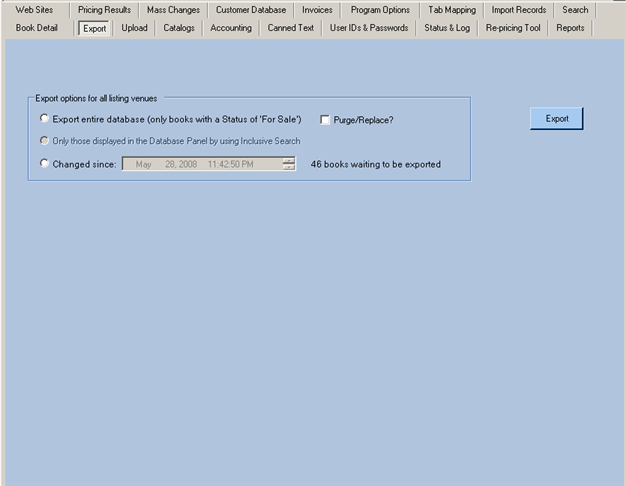 Web Sites Pricing Results Mass Changes Customer Database Invoices Program Options Tab Mapping Import Records Search
Book Detail Export Upload Catalogs Accounting Canned Text User IDs & Passwords Status & Log Re-pricing Tool Reports
Export options for all listing venues
Export entire database (only books with a Status of 'For Sale') Purge/Replace? Export
Only those displayed in the Database Panel by using Inclusive Search
Changed since: May 28, 2008 11:42:50 PM 46 books waiting to be exported